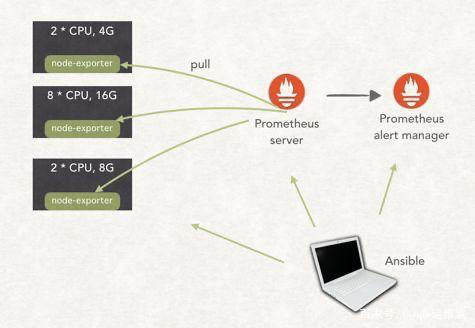 2 * CPU, 4G
node-exporter
pull
8 * CPU, 16G
node-exporter
Prometheus
server
Prometheus
alert manager
2 * CPU, 8G
node-exporter
Ansible